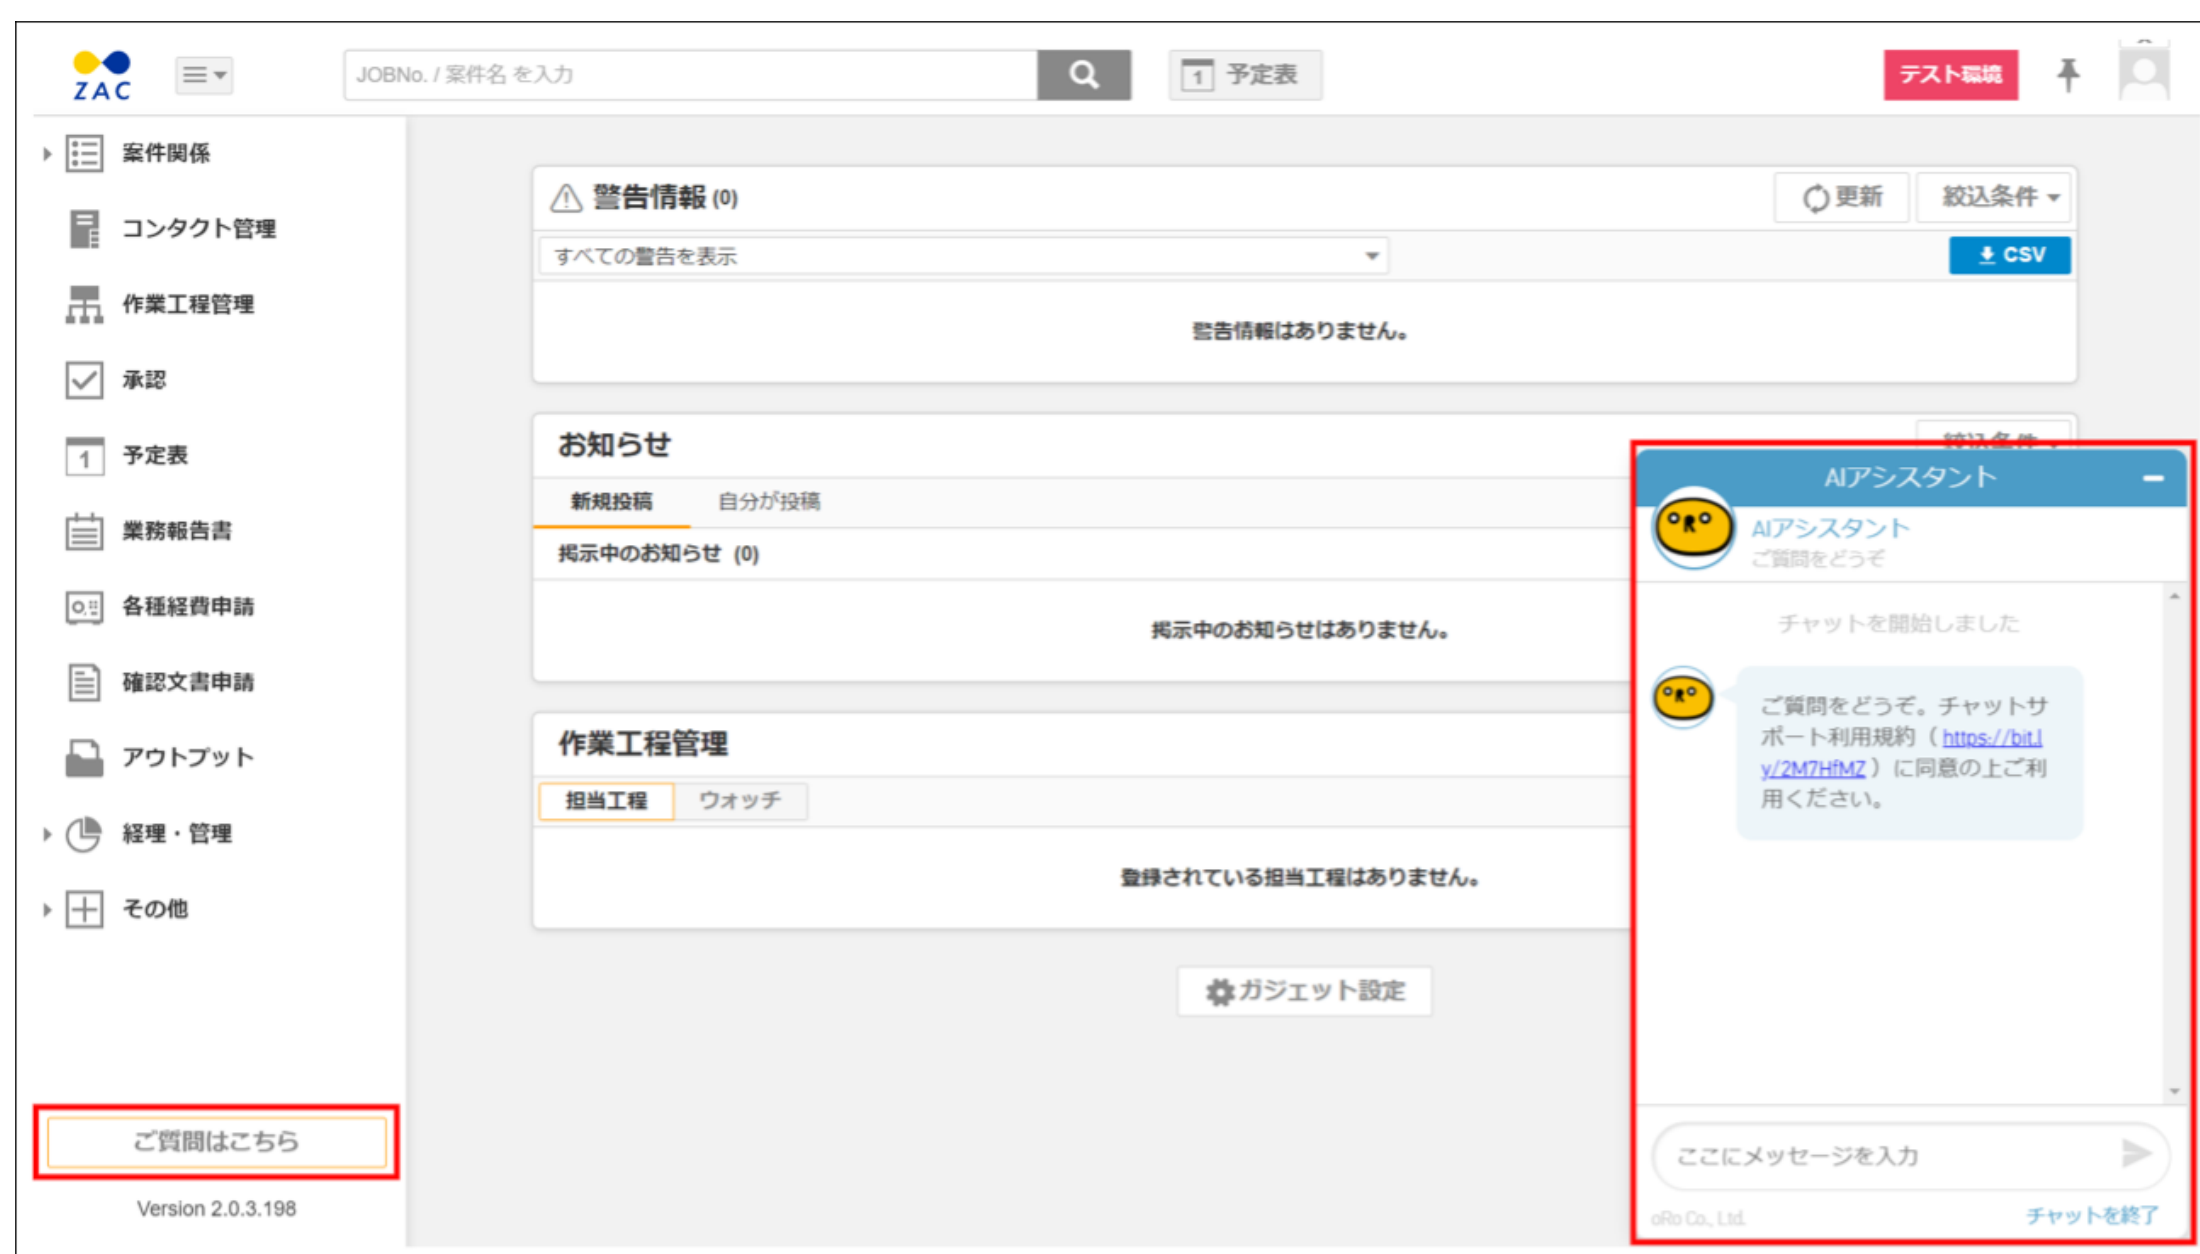 ZAC
JOBNo. / 案件名 を入力
1 予定表
テスト環境
案件関係
コンタクト管理
作業工程管理
承認
1 予定表
業務報告書
各種経費申請
確認文書申請
アウトプット
経理・管理
その他
ご質問はこちら
Version 2.0.3.198
警告情報 (0)
更新
絞込条件
すべての警告を表示
CSV
警告情報はありません。
お知らせ
絞込条件
新規投稿 自分が投稿
掲示中のお知らせ (0)
掲示中のお知らせはありません。
作業工程管理
担当工程 ウォッチ
登録されている担当工程はありません。
ガジェット設定
AIアシスタント
oRo
AIアシスタント
ご質問をどうぞ
チャットを開始しました
oRo
ご質問をどうぞ。チャットサ
ポート利用規約（ https://bit.l
y/2M7HfMZ ）に同意の上ご利
用ください。
ここにメッセージを入力
oRo Co., Ltd.
チャットを終了